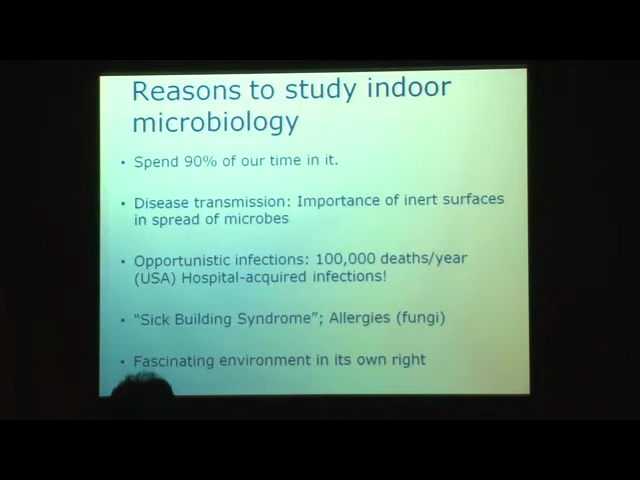 Reasons to study indoor
microbiology
• Spend 90% of our time in it.
• Disease transmission: Importance of inert surfaces
in spread of microbes
• Opportunistic infections: 100,000 deaths/year
(USA) Hospital-acquired infections!
• “Sick Building Syndrome”; Allergies (fungi)
• Fascinating environment in its own right